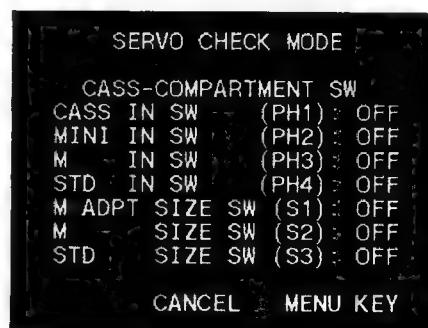 SERVO CHECK MODE
CASS-COMPARTMENT SW
CASS IN SW (PH1): OFF
MINI IN SW (PH2): OFF
M IN SW (PH3): OFF
STD IN SW (PH4): OFF
M ADPT SIZE SW (S1): OFF
M SIZE SW (S2): OFF
STD SIZE SW (S3): OFF
CANCEL : MENU KEY